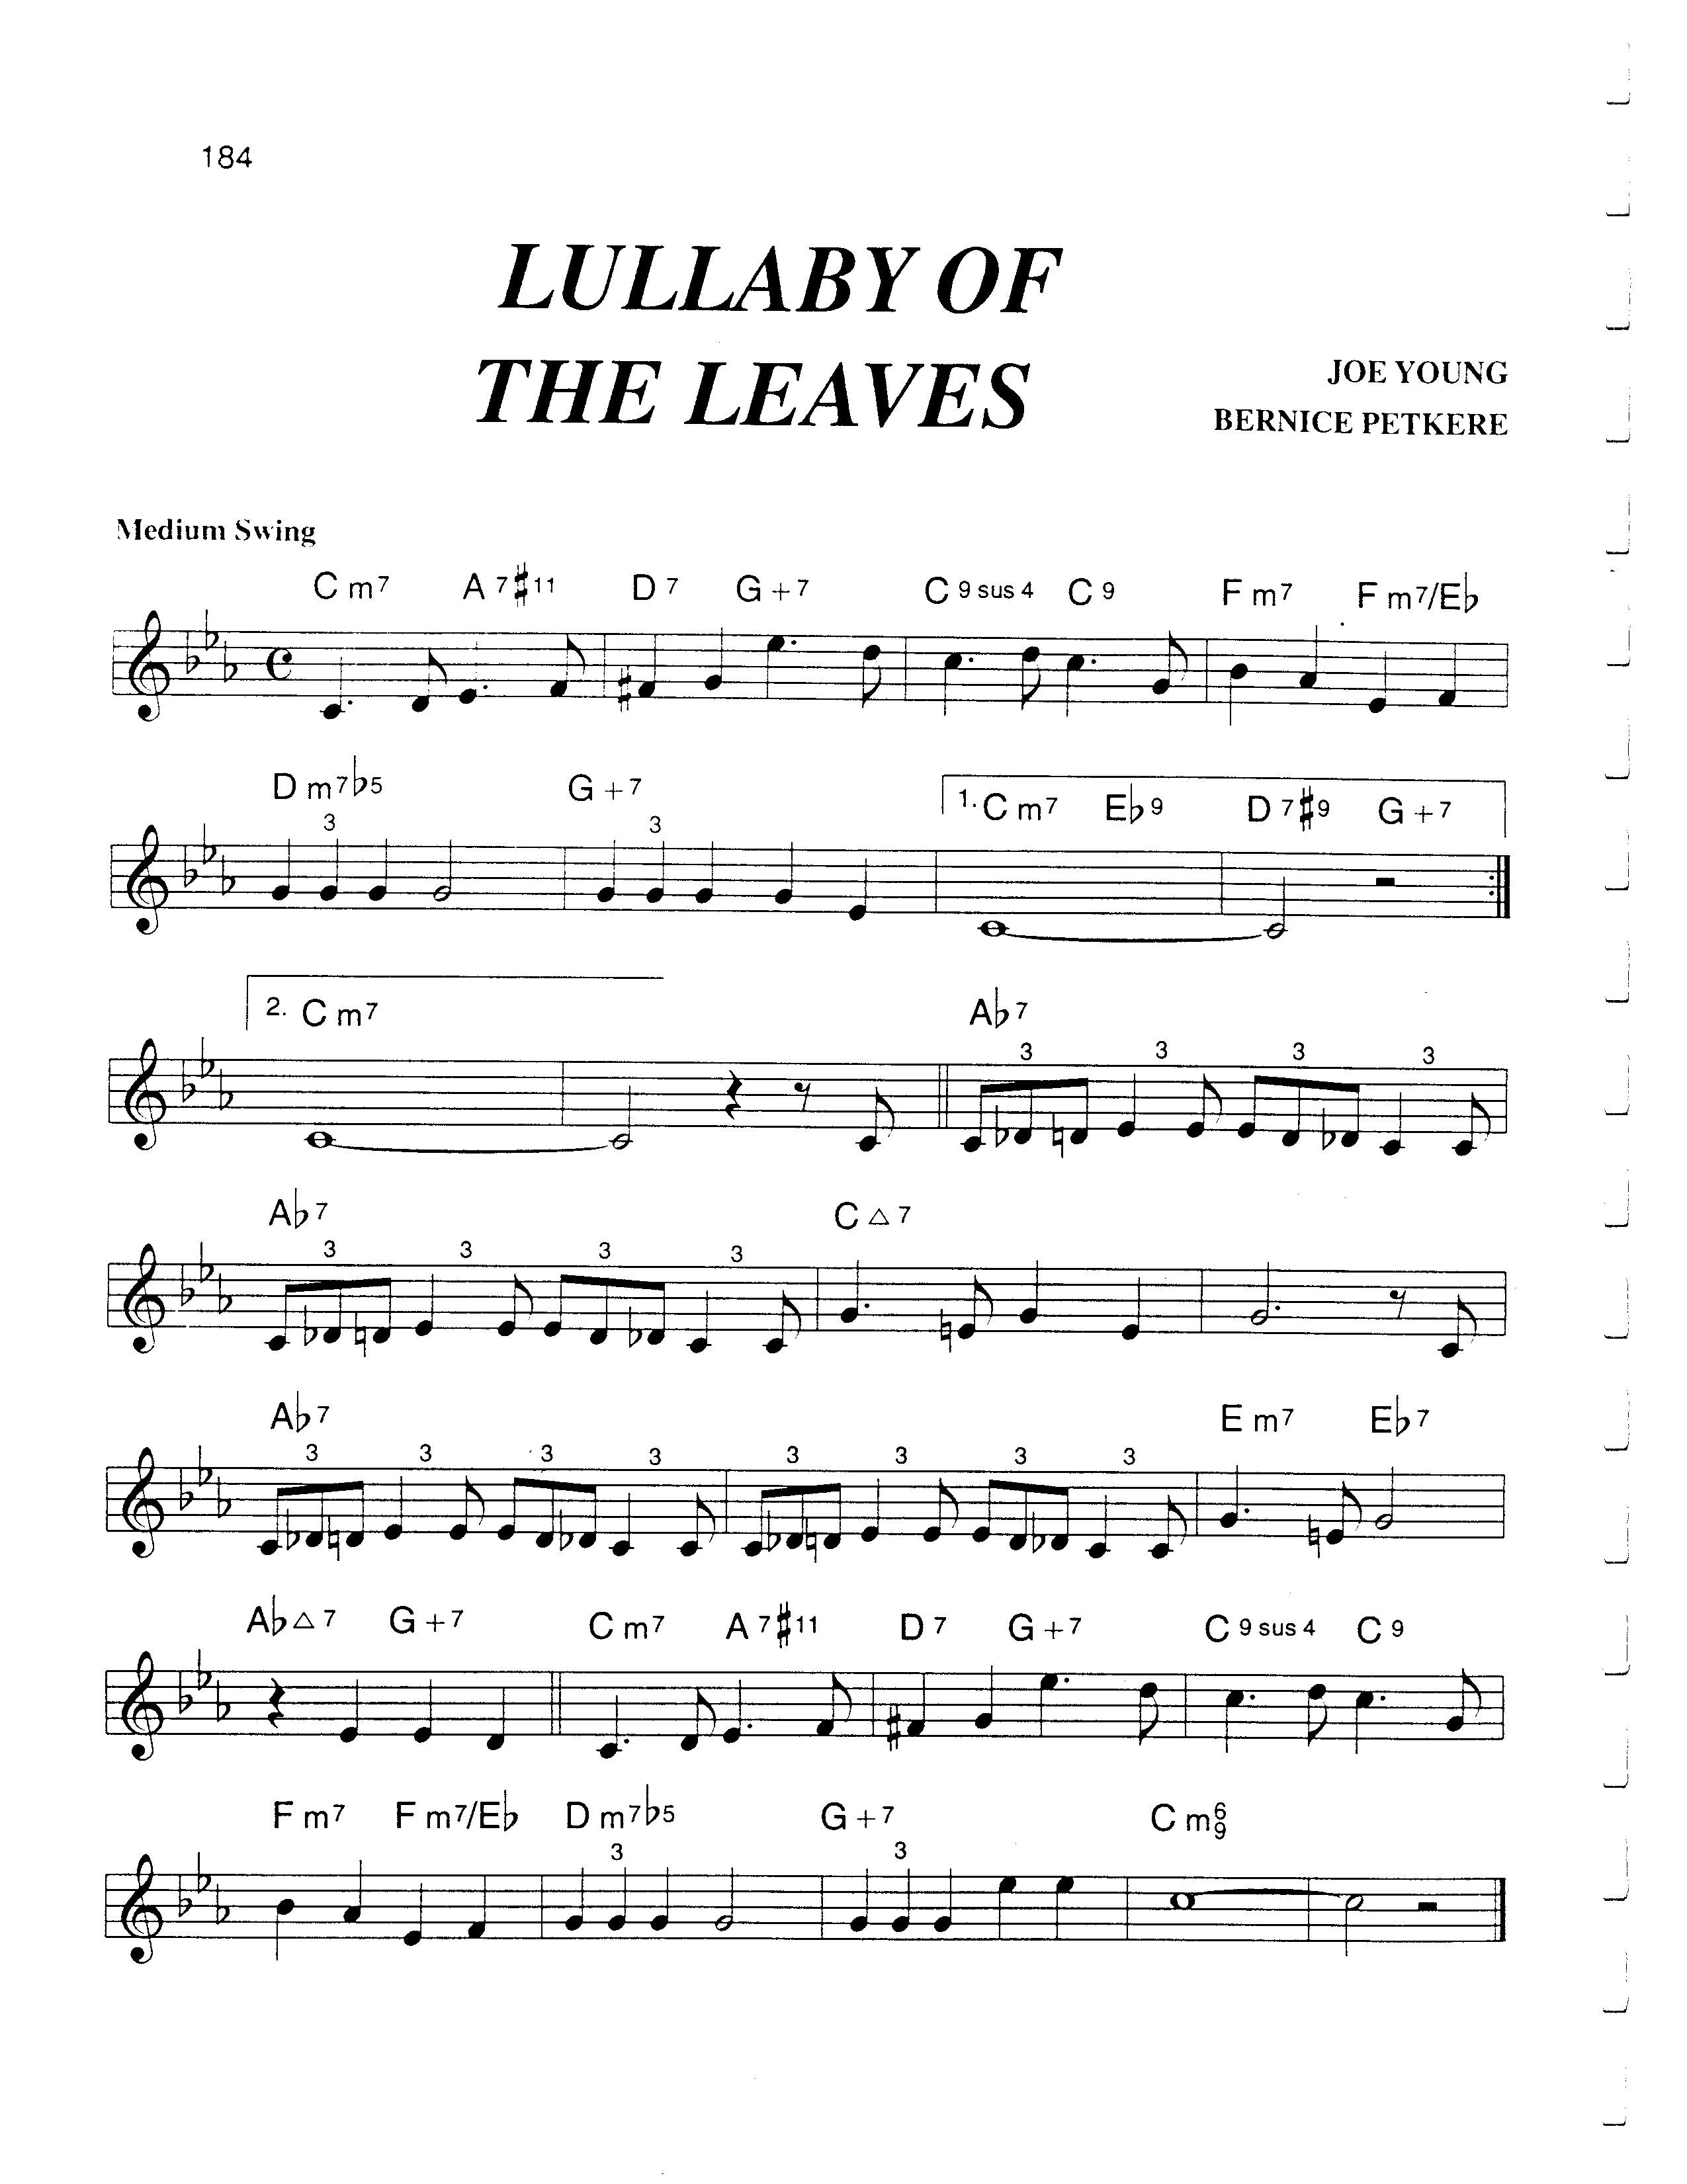 184
LULLABY OF
THE LEAVES
JOE YOUNG
BERNICE PETKERE
Medium Swing
C m7 A 7♯11 D 7 G +7 C 9 sus 4 C 9 F m7 F m7/E♭
D m7♭5 G +7 1. C m7 E♭9 D 7♯9 G +7
3 3
2. C m7 A♭7
3 3 3 3
A♭7 C △ 7
3 3 3 3
A♭7 E m7 E♭7
3 3 3 3 3 3 3 3
A♭△7 G +7 C m7 A 7♯11 D 7 G +7 C 9 sus 4 C 9
F m7 F m7/E♭ D m7♭5 G +7 C m6/9
3 3